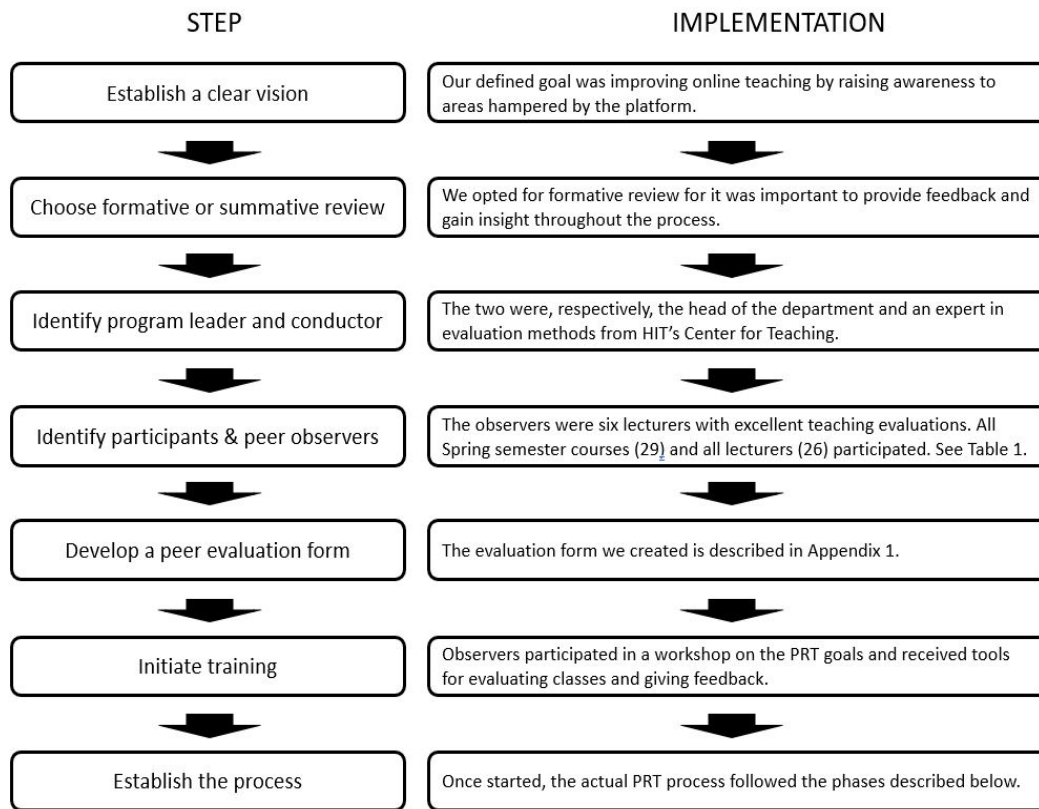 STEP
IMPLEMENTATION
Establish a clear vision
Our defined goal was improving online teaching by raising awareness to
areas hampered by the platform.
Choose formative or summative review
We opted for formative review for it was important to provide feedback and
gain insight throughout the process.
Identify program leader and conductor
The two were, respectively, the head of the department and an expert in
evaluation methods from HIT's Center for Teaching.
Identify participants & peer observers
The observers were six lecturers with excellent teaching evaluations. All
Spring semester courses (29) and all lecturers (26) participated. See Table 1.
Develop a peer evaluation form
The evaluation form we created is described in Appendix 1.
Initiate training
Observers participated in a workshop on the PRT goals and received tools
for evaluating classes and giving feedback.
Establish the process
Once started, the actual PRT process followed the phases described below.